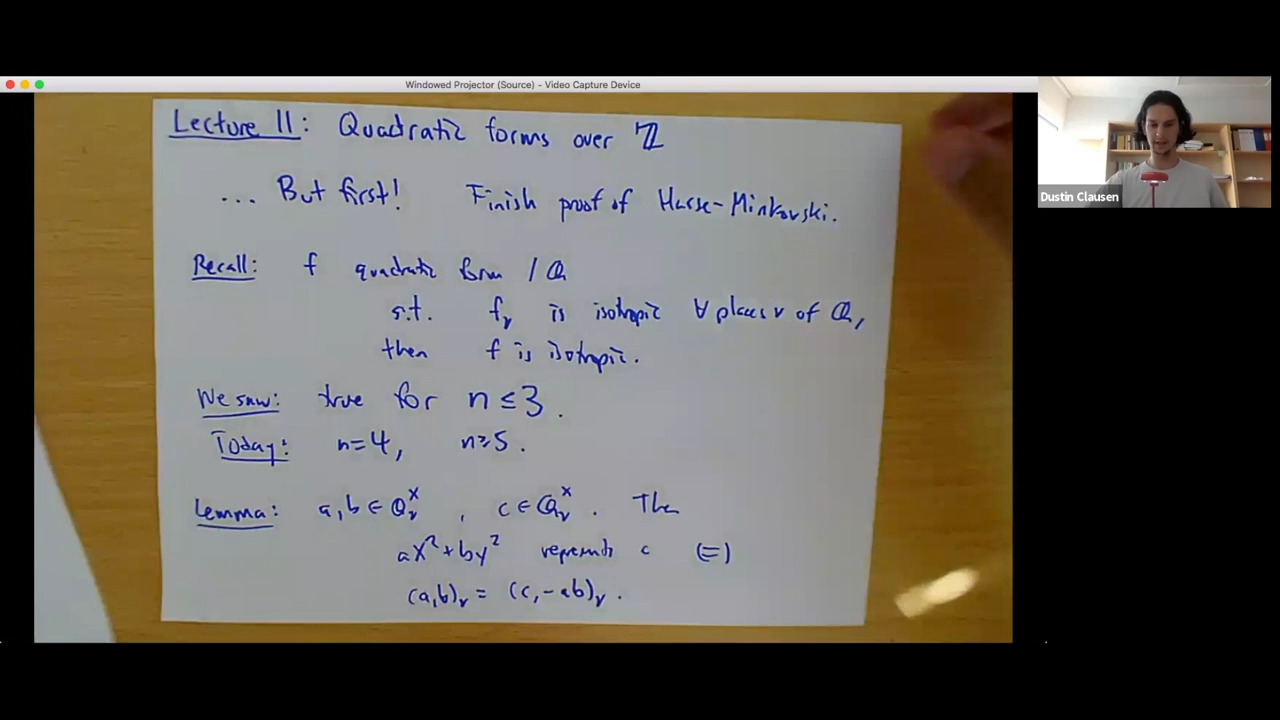 Windowed Projector (Source) - Video Capture Device
Lecture 11: Quadratic forms over ℤ
... But first! Finish proof of Hasse-Minkowski.
Dustin Clausen
Recall: f quadratic form / ℚ
s.t. f_v is isotropic ∀ places v of ℚ,
then f is isotropic.
We saw: true for n ≤ 3.
Today: n=4, n≥5.
Lemma: a,b ∈ ℚ_v^×, c ∈ ℚ_v^×. Then
aX²+bY² represents c (=)
(a,b)_v = (c,-ab)_v.